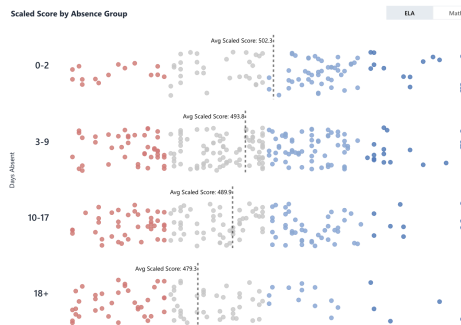 Scaled Score by Absence Group
ELA
Mat
Avg Scaled Score: 502.3
0-2
Avg Scaled Score: 493.8
3-9
Days Absent
Avg Scaled Score: 489.9
10-17
Avg Scaled Score: 479.3
18+